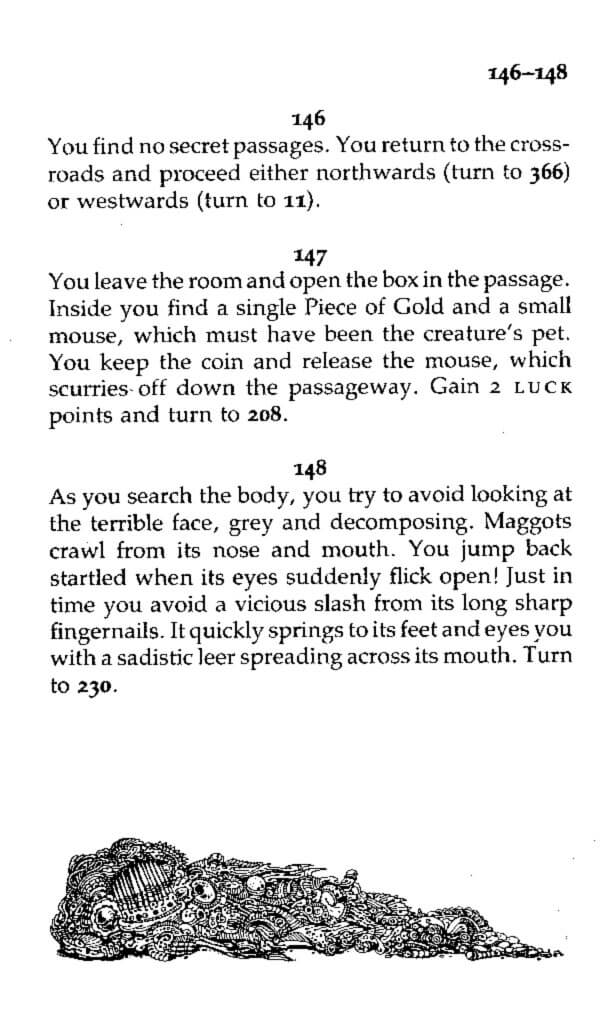 146–148
146
You find no secret passages. You return to the cross-
roads and proceed either northwards (turn to 366)
or westwards (turn to 11).
147
You leave the room and open the box in the passage.
Inside you find a single Piece of Gold and a small
mouse, which must have been the creature's pet.
You keep the coin and release the mouse, which
scurries off down the passageway. Gain 2 LUCK
points and turn to 208.
148
As you search the body, you try to avoid looking at
the terrible face, grey and decomposing. Maggots
crawl from its nose and mouth. You jump back
startled when its eyes suddenly flick open! Just in
time you avoid a vicious slash from its long sharp
fingernails. It quickly springs to its feet and eyes you
with a sadistic leer spreading across its mouth. Turn
to 230.